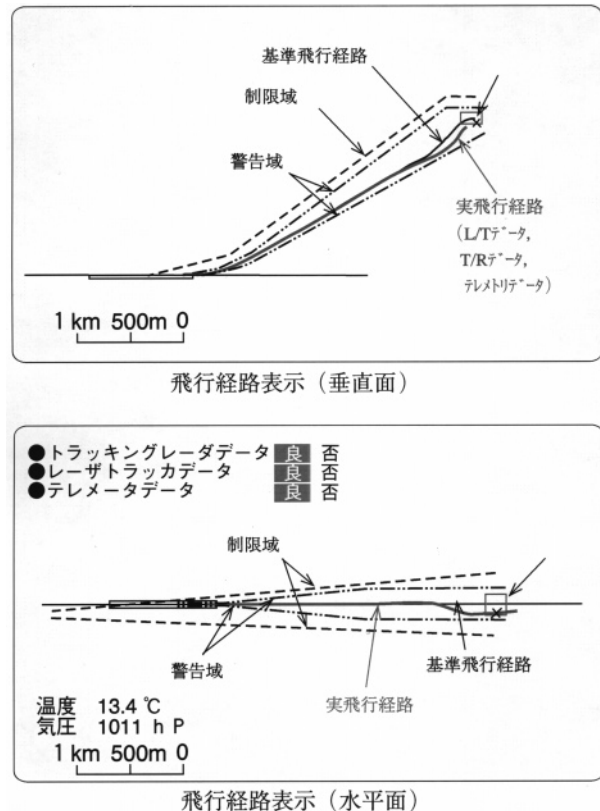 基準飛行経路
制限域
警告域
実飛行経路
(L/Tデータ,
T/Rデータ,
テレメトリデータ)
1 km 500m 0
飛行経路表示（垂直面）
●トラッキングレーダデータ 良 否
●レーザトラッカデータ 良 否
●テレメータデータ 良 否
制限域
警告域
基準飛行経路
実飛行経路
温度 13.4 ℃
気圧 1011 h P
1 km 500m 0
飛行経路表示（水平面）